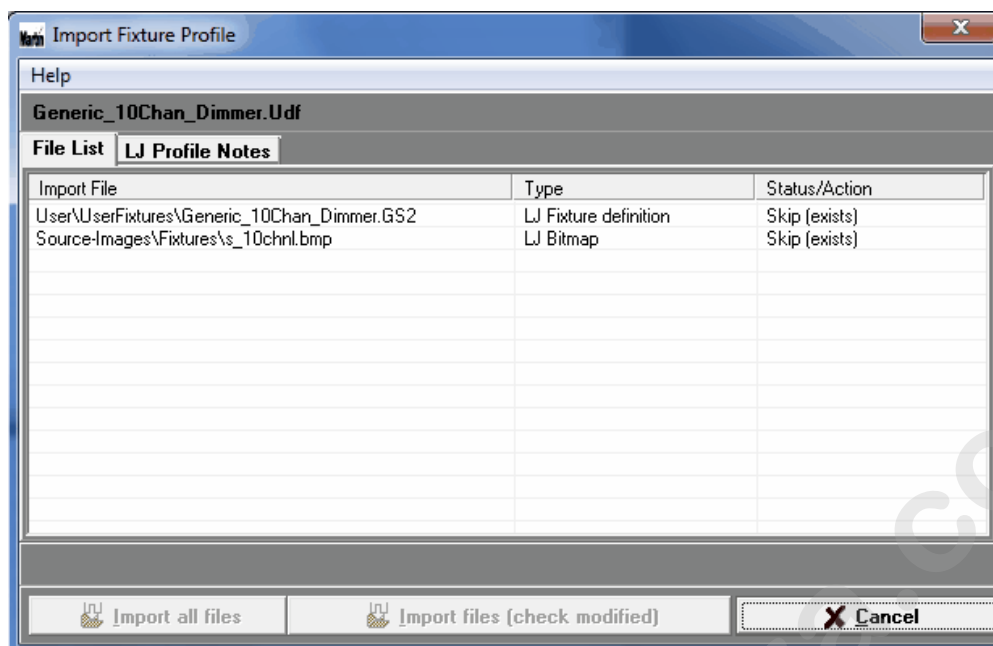 Martin Import Fixture Profile
x
Help
Generic_10Chan_Dimmer.Udf
File List LJ Profile Notes
Import File Type Status/Action
User\UserFixtures\Generic_10Chan_Dimmer.GS2 LJ Fixture definition Skip (exists)
Source-Images\Fixtures\s_10chnl.bmp LJ Bitmap Skip (exists)
Import all files Import files (check modified) X Cancel